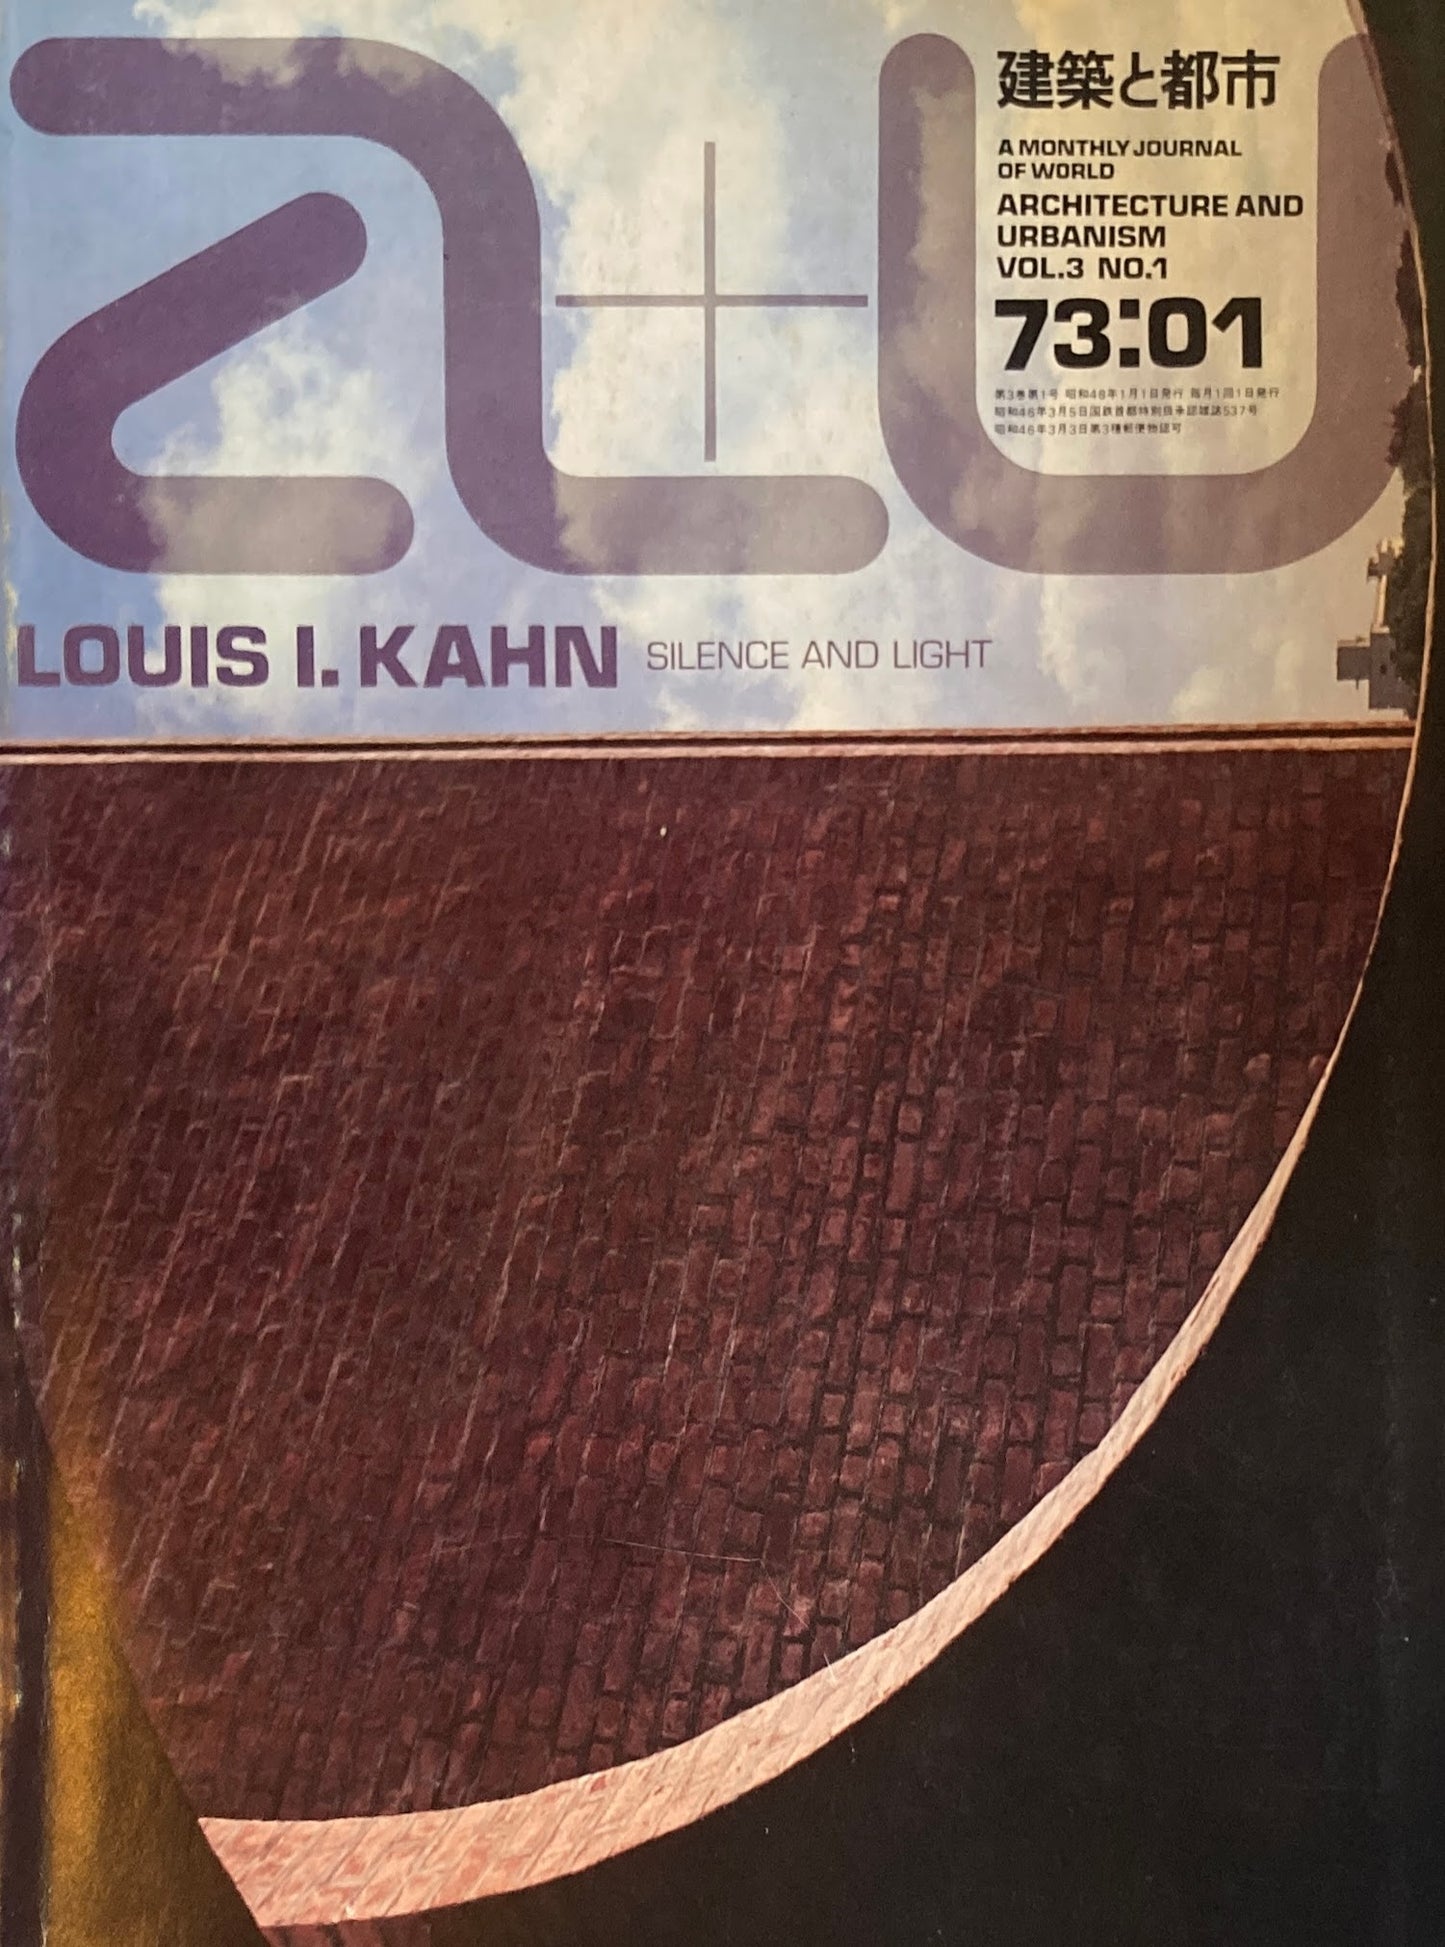 a+u
建築と都市
A MONTHLY JOURNAL
OF WORLD
ARCHITECTURE AND
URBANISM
VOL.3 NO.1
73:01
第3巻第1号 昭和48年1月1日発行 毎月1回1日発行
昭和46年3月5日国鉄首都特別扱承認雑誌537号
昭和46年3月3日第3種郵便物認可
LOUIS I. KAHN SILENCE AND LIGHT